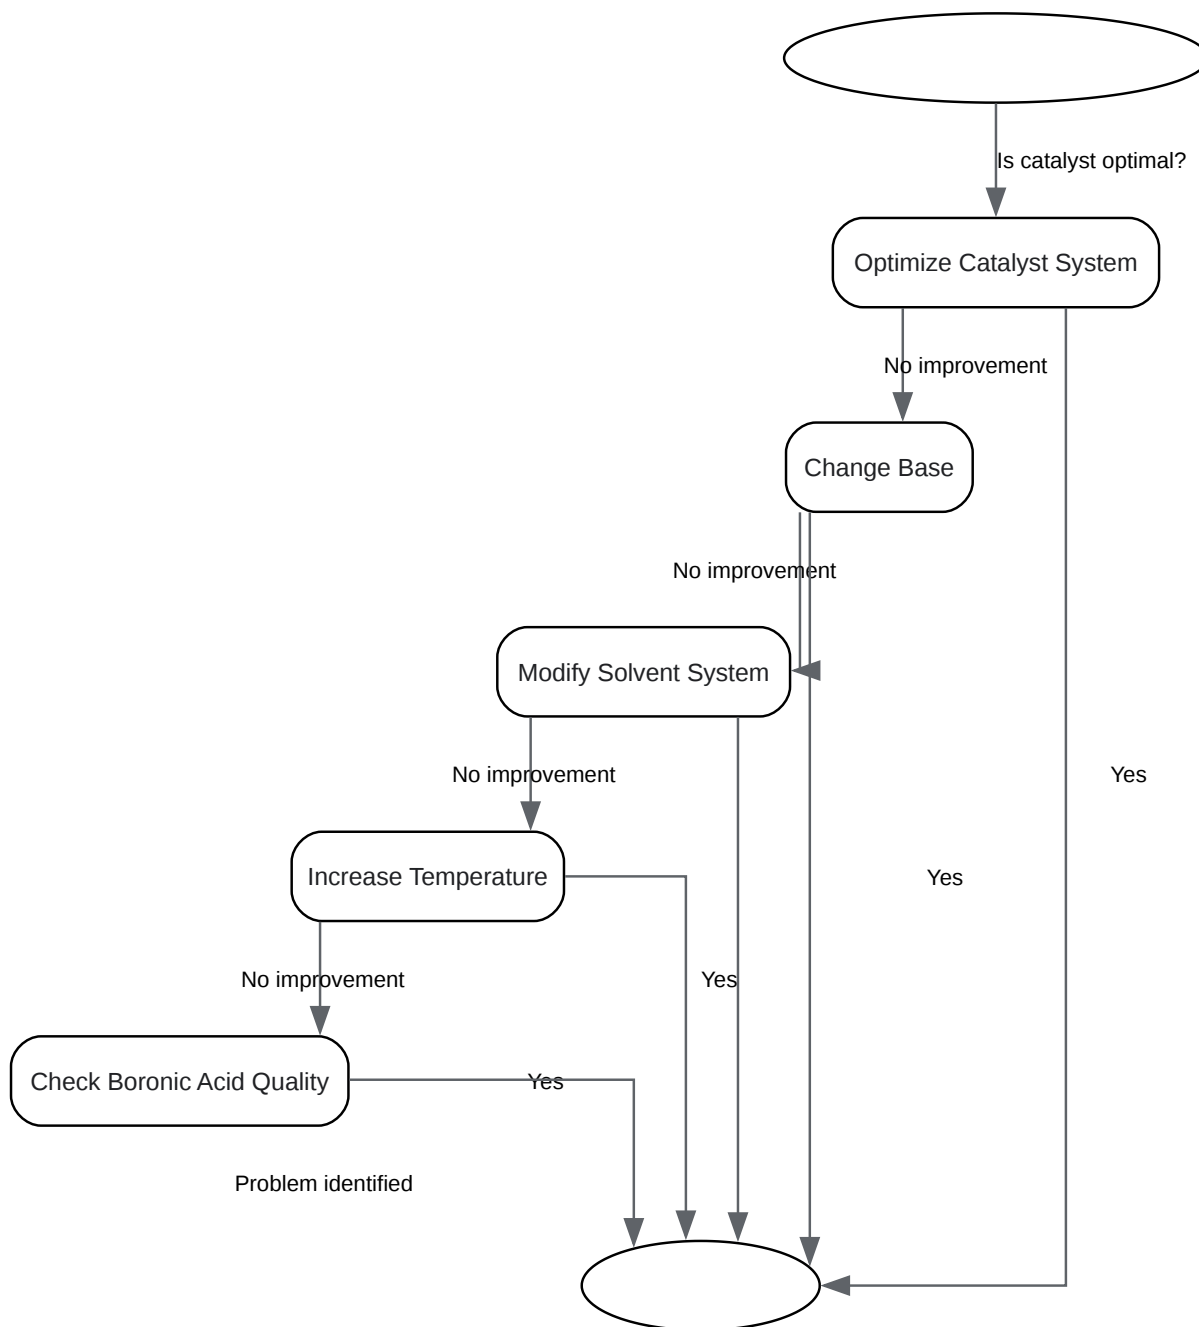 Is catalyst optimal?
Optimize Catalyst System
No improvement
Change Base
No improvement
Modify Solvent System
No improvement
Yes
Increase Temperature
Yes
No improvement
Yes
Check Boronic Acid Quality
Yes
Problem identified